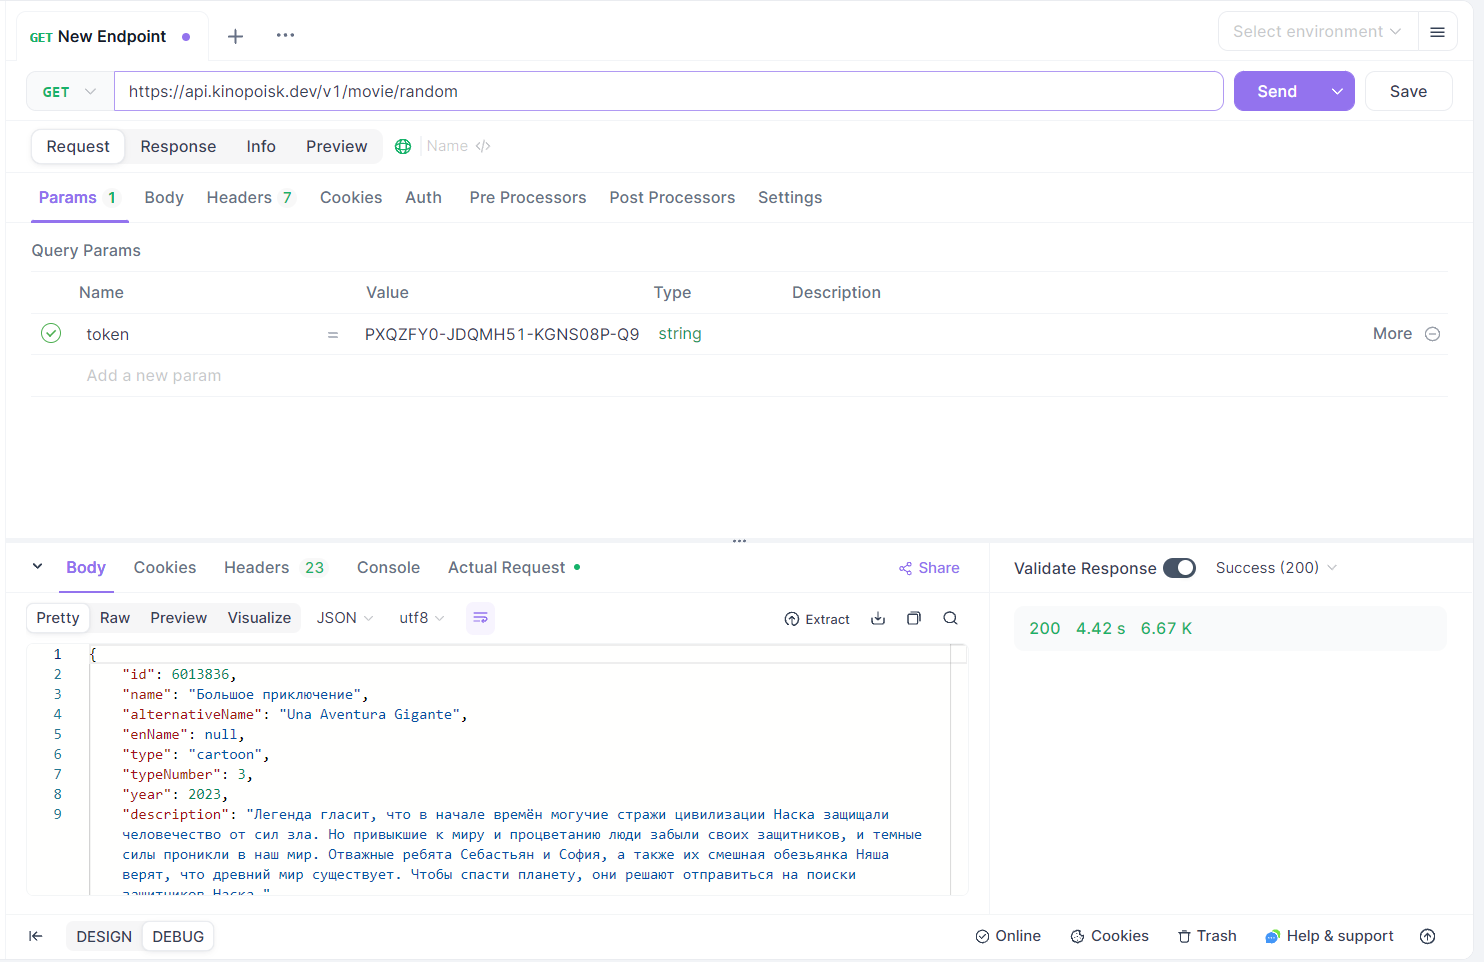 GET New Endpoint
Select environment
GET https://api.kinopoisk.dev/v1/movie/random Send Save
Request Response Info Preview Name </>
Params 1 Body Headers 7 Cookies Auth Pre Processors Post Processors Settings
Query Params
Name Value Type Description
token = PXQZFY0-JDQMH51-KGNS08P-Q9 string More
Add a new param
Body Cookies Headers 23 Console Actual Request Share
Validate Response Success (200)
Pretty Raw Preview Visualize JSON utf8 Extract
200 4.42 s 6.67 K
1 {
2 "id": 6013836,
3 "name": "Большое приключение",
4 "alternativeName": "Una Aventura Gigante",
5 "enName": null,
6 "type": "cartoon",
7 "typeNumber": 3,
8 "year": 2023,
9 "description": "Легенда гласит, что в начале времён могучие стражи цивилизации Наска защищали
человечество от сил зла. Но привыкшие к миру и процветанию люди забыли своих защитников, и темные
силы проникли в наш мир. Отважные ребята Себастьян и София, а также их смешная обезьянка Няша
верят, что древний мир существует. Чтобы спасти планету, они решают отправиться на поиски
защитников Наска."
DESIGN DEBUG Online Cookies Trash Help & support